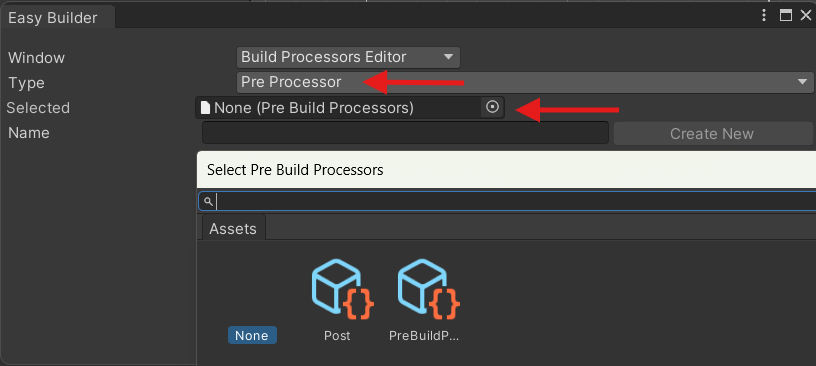 Easy Builder
Window Build Processors Editor
Type Pre Processor
Selected None (Pre Build Processors)
Name Create New
Select Pre Build Processors
Assets
None Post PreBuildP...